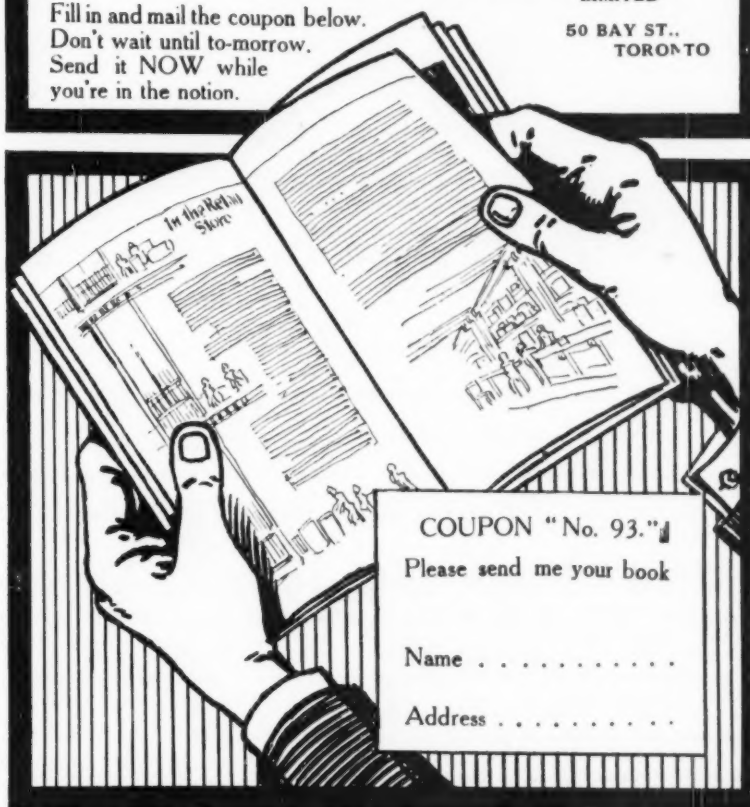 Fill in and mail the coupon below.
Don't wait until to-morrow.
Send it NOW while
you're in the notion.
LIMITED
50 BAY ST..
TORONTO
In the Retail
Store
COUPON "No. 93."
Please send me your book
Name . . . . . . . . . . .
Address . . . . . . . . . .